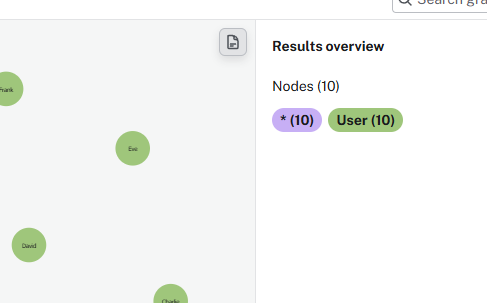 Search gra
Results overview
Nodes (10)
* (10) User (10)
Frank
Eve
David
Charlie